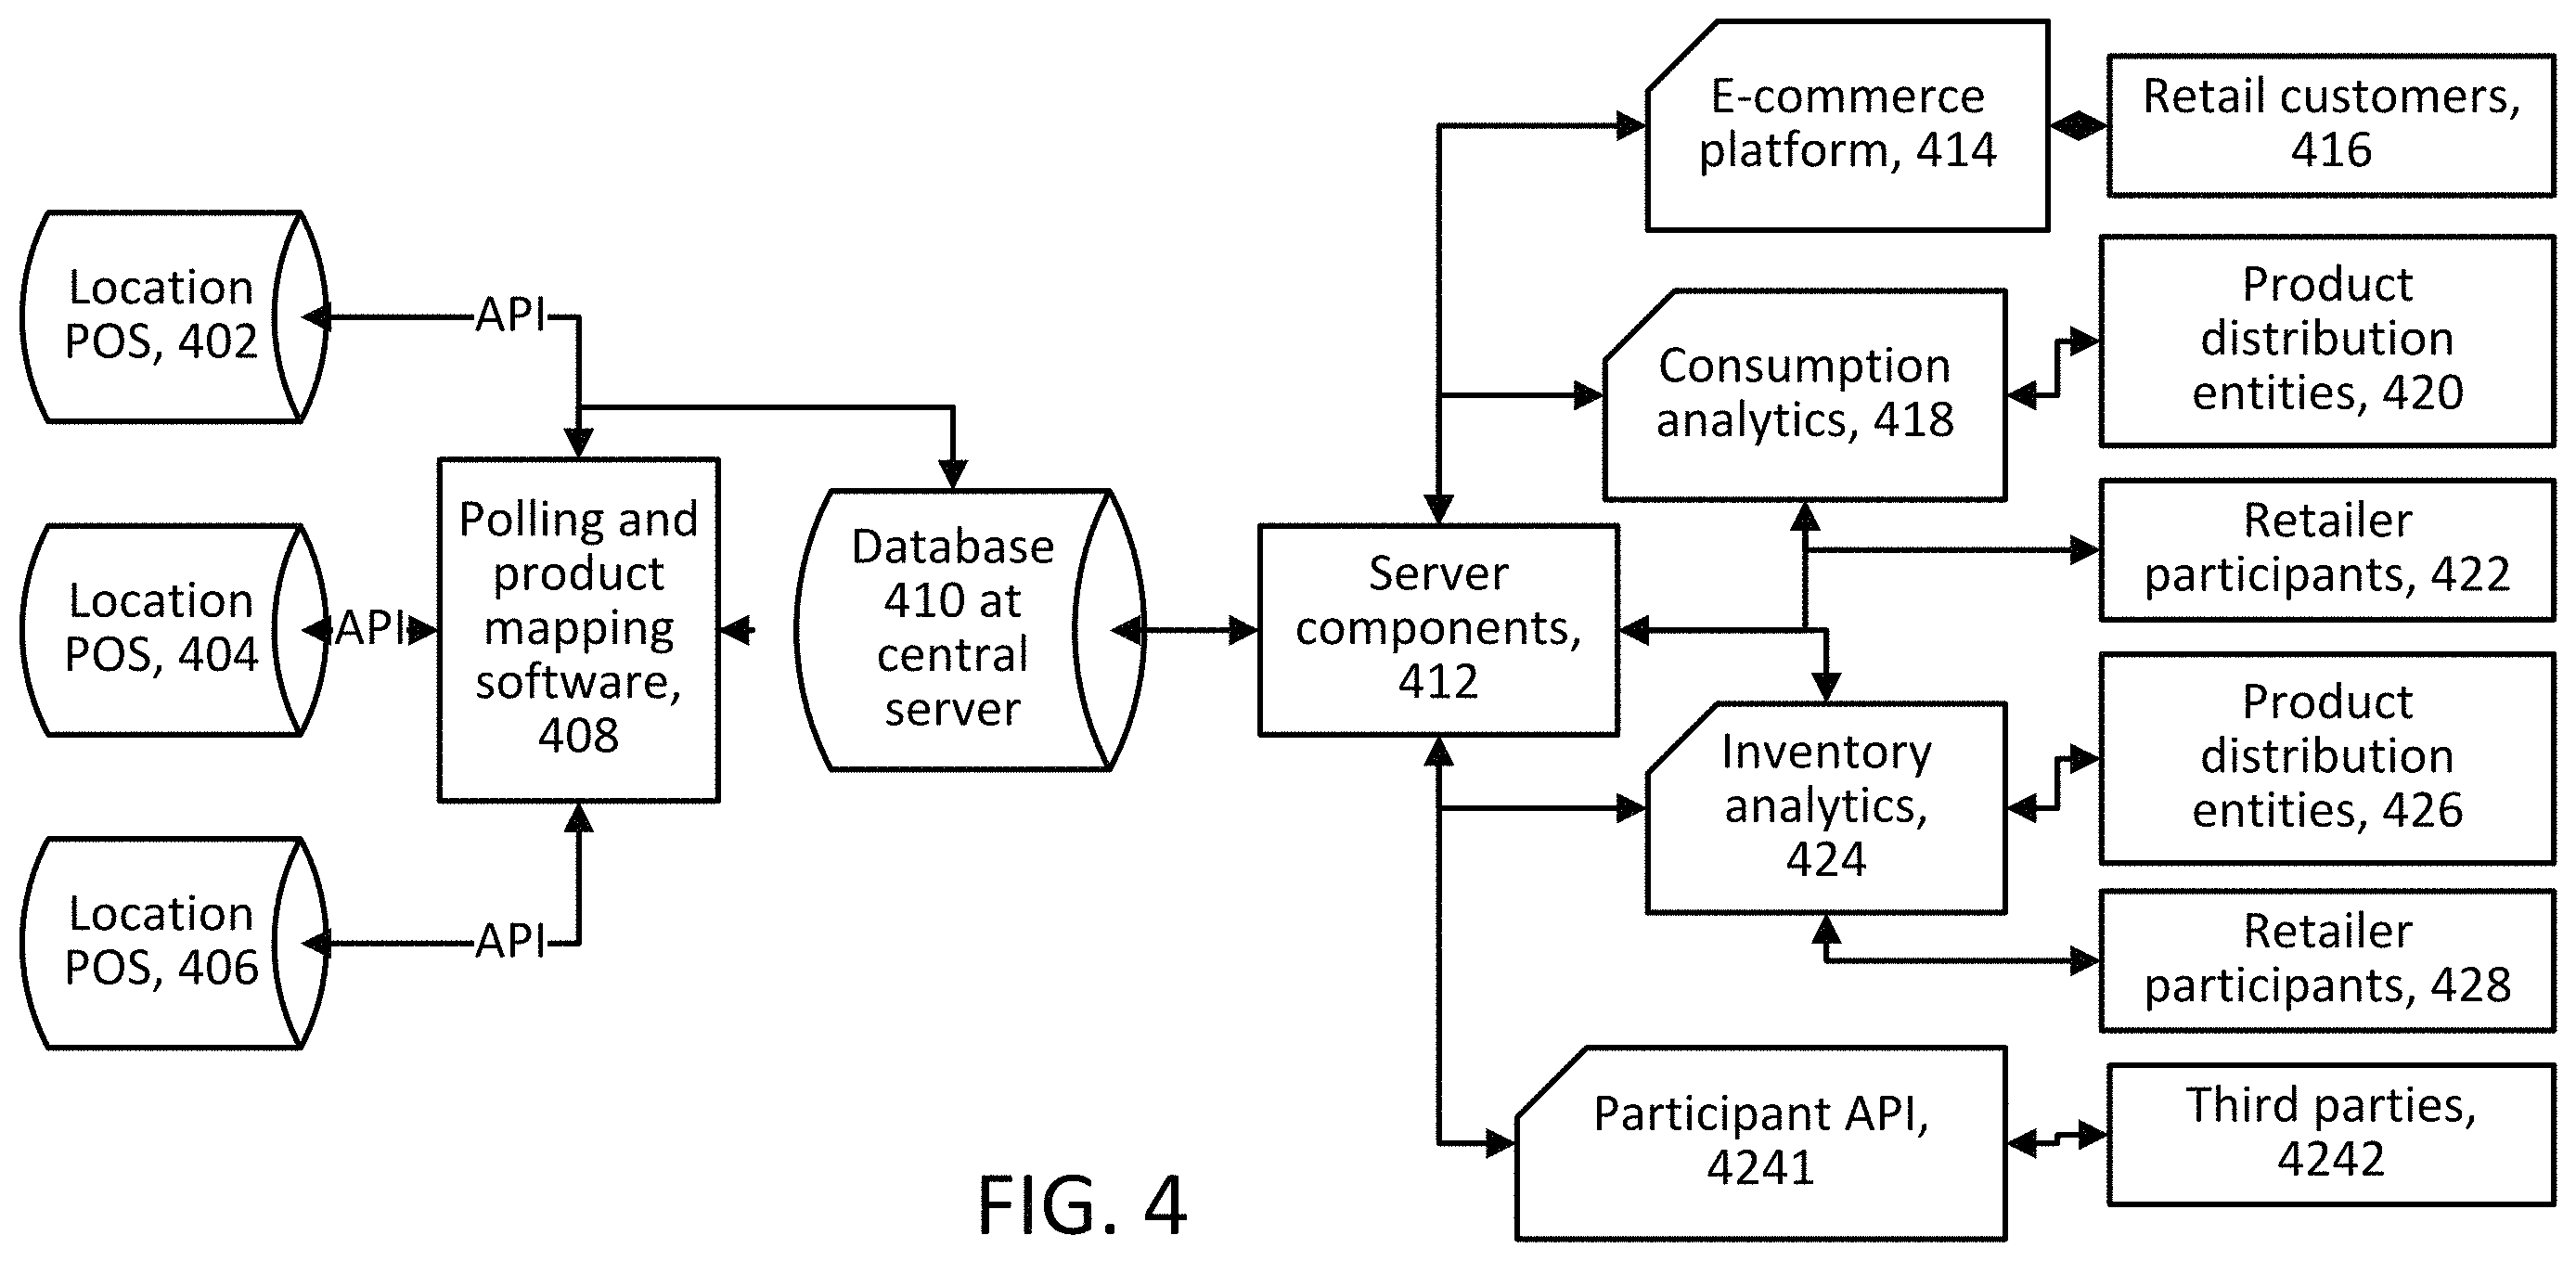 Location
POS, 402
API
Location
POS, 404
API
Location
POS, 406
API
Polling and
product
mapping
software,
408
Database
410 at
central
server
Server
components,
412
E-commerce
platform, 414
Retail customers,
416
Consumption
analytics, 418
Product
distribution
entities, 420
Retailer
participants, 422
Inventory
analytics,
424
Product
distribution
entities, 426
Retailer
participants, 428
Participant API,
4241
Third parties,
4242
FIG. 4